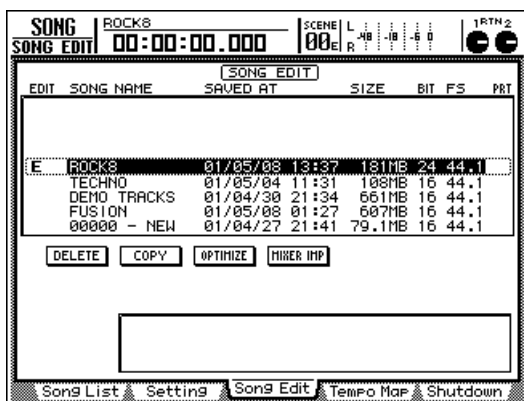 SONG ROCK8 SCENE L 1RTN2
SONG EDIT 00:00:00.000 00E R -48 -18 -6 0
SONG EDIT
EDIT SONG NAME SAVED AT SIZE BIT FS PRT
E ROCK8 01/05/08 13:37 181MB 24 44.1
TECHNO 01/05/04 11:31 108MB 16 44.1
DEMO TRACKS 01/04/30 21:34 661MB 16 44.1
FUSION 01/05/08 01:27 607MB 16 44.1
00000 - NEW 01/04/27 21:41 79.1MB 16 44.1
DELETE COPY OPTIMIZE MIXER IMP
Song List Setting Song Edit Tempo Map Shutdown